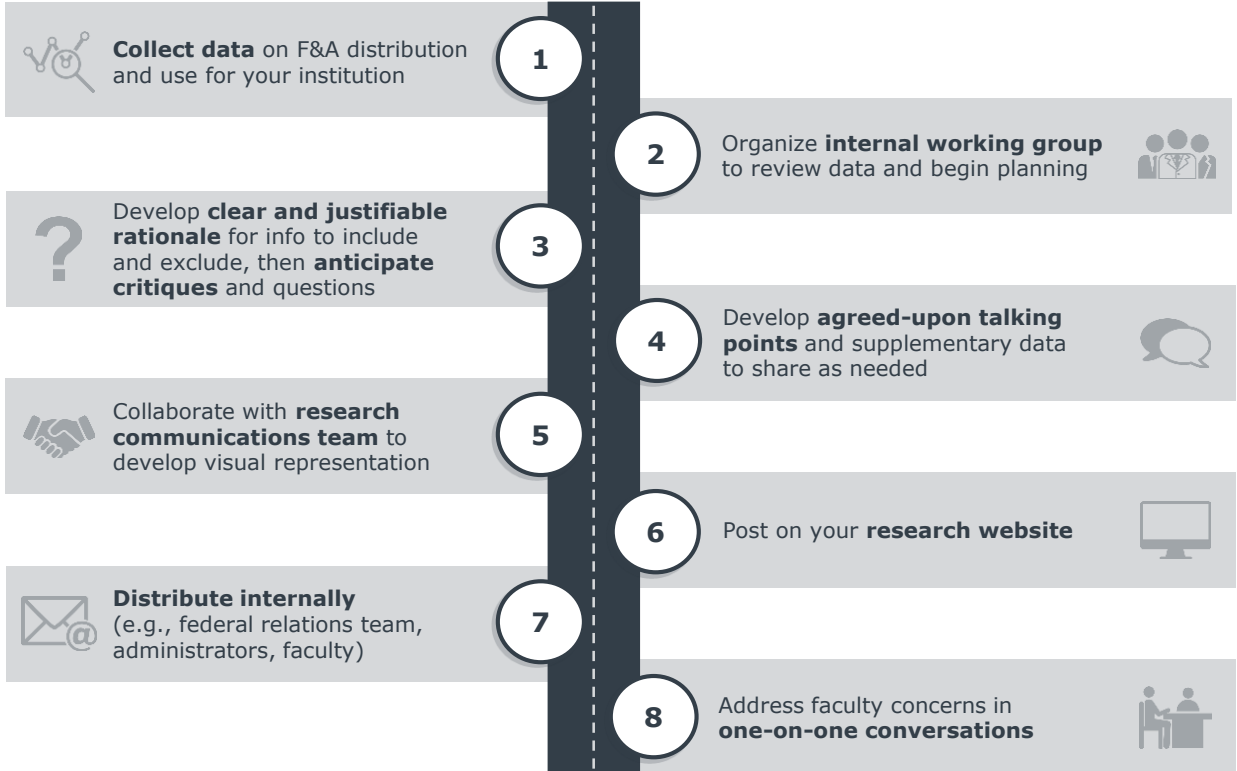 1
Collect data on F&A distribution
and use for your institution
2
Organize internal working group
to review data and begin planning
3
Develop clear and justifiable
rationale for info to include
and exclude, then anticipate
critiques and questions
4
Develop agreed-upon talking
points and supplementary data
to share as needed
5
Collaborate with research
communications team to
develop visual representation
6
Post on your research website
7
Distribute internally
(e.g., federal relations team,
administrators, faculty)
@
8
Address faculty concerns in
one-on-one conversations